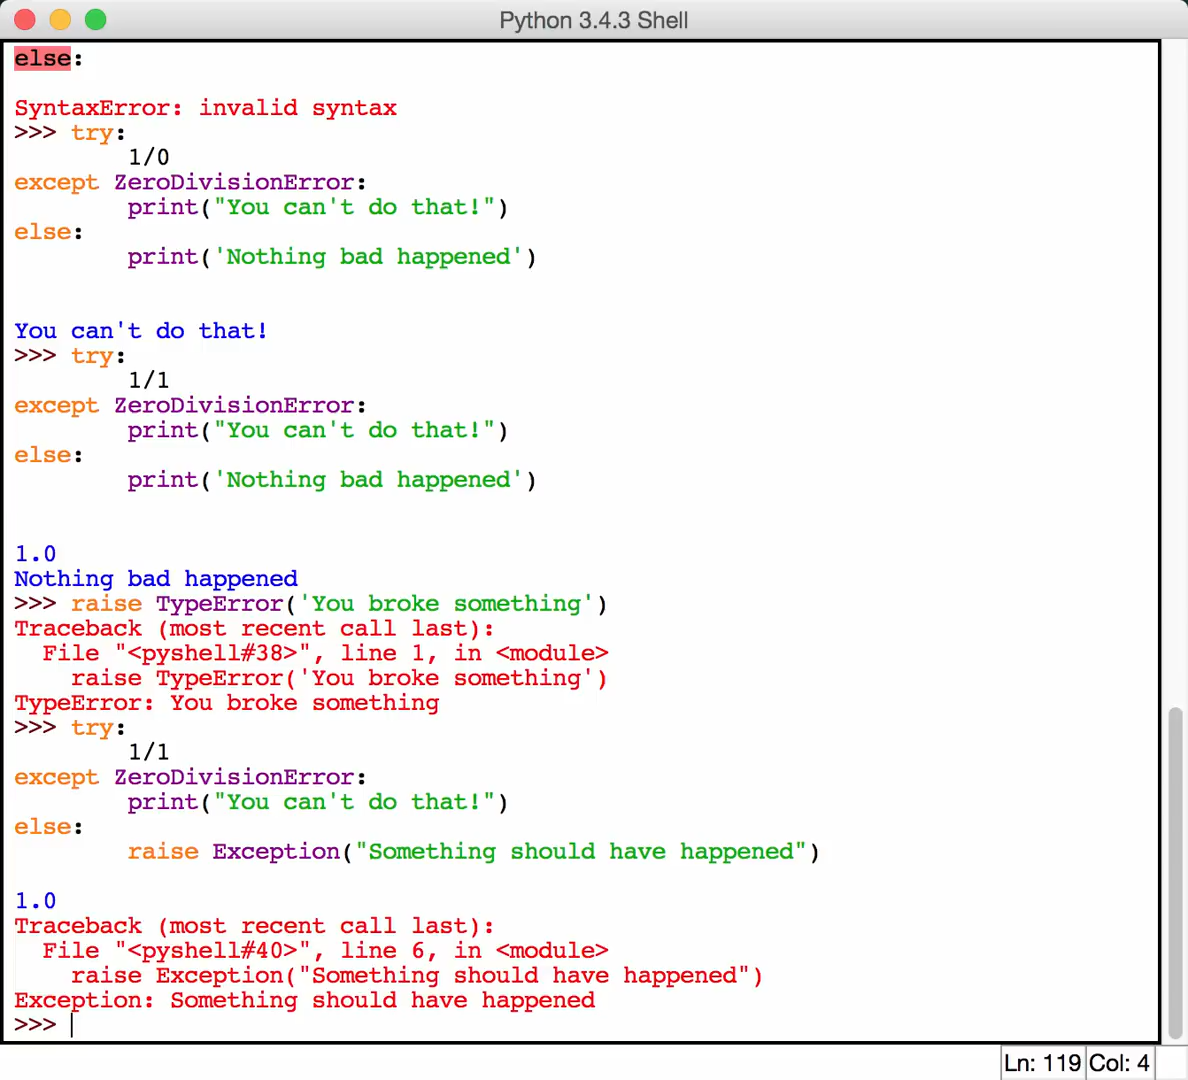 Python 3.4.3 Shell
else:
SyntaxError: invalid syntax
>>> try:
        1/0
except ZeroDivisionError:
        print("You can't do that!")
else:
        print('Nothing bad happened')
You can't do that!
>>> try:
        1/1
except ZeroDivisionError:
        print("You can't do that!")
else:
        print('Nothing bad happened')
1.0
Nothing bad happened
>>> raise TypeError('You broke something')
Traceback (most recent call last):
  File "<pyshell#38>", line 1, in <module>
    raise TypeError('You broke something')
TypeError: You broke something
>>> try:
        1/1
except ZeroDivisionError:
        print("You can't do that!")
else:
        raise Exception("Something should have happened")
1.0
Traceback (most recent call last):
  File "<pyshell#40>", line 6, in <module>
    raise Exception("Something should have happened")
Exception: Something should have happened
>>>
Ln: 119 Col: 4